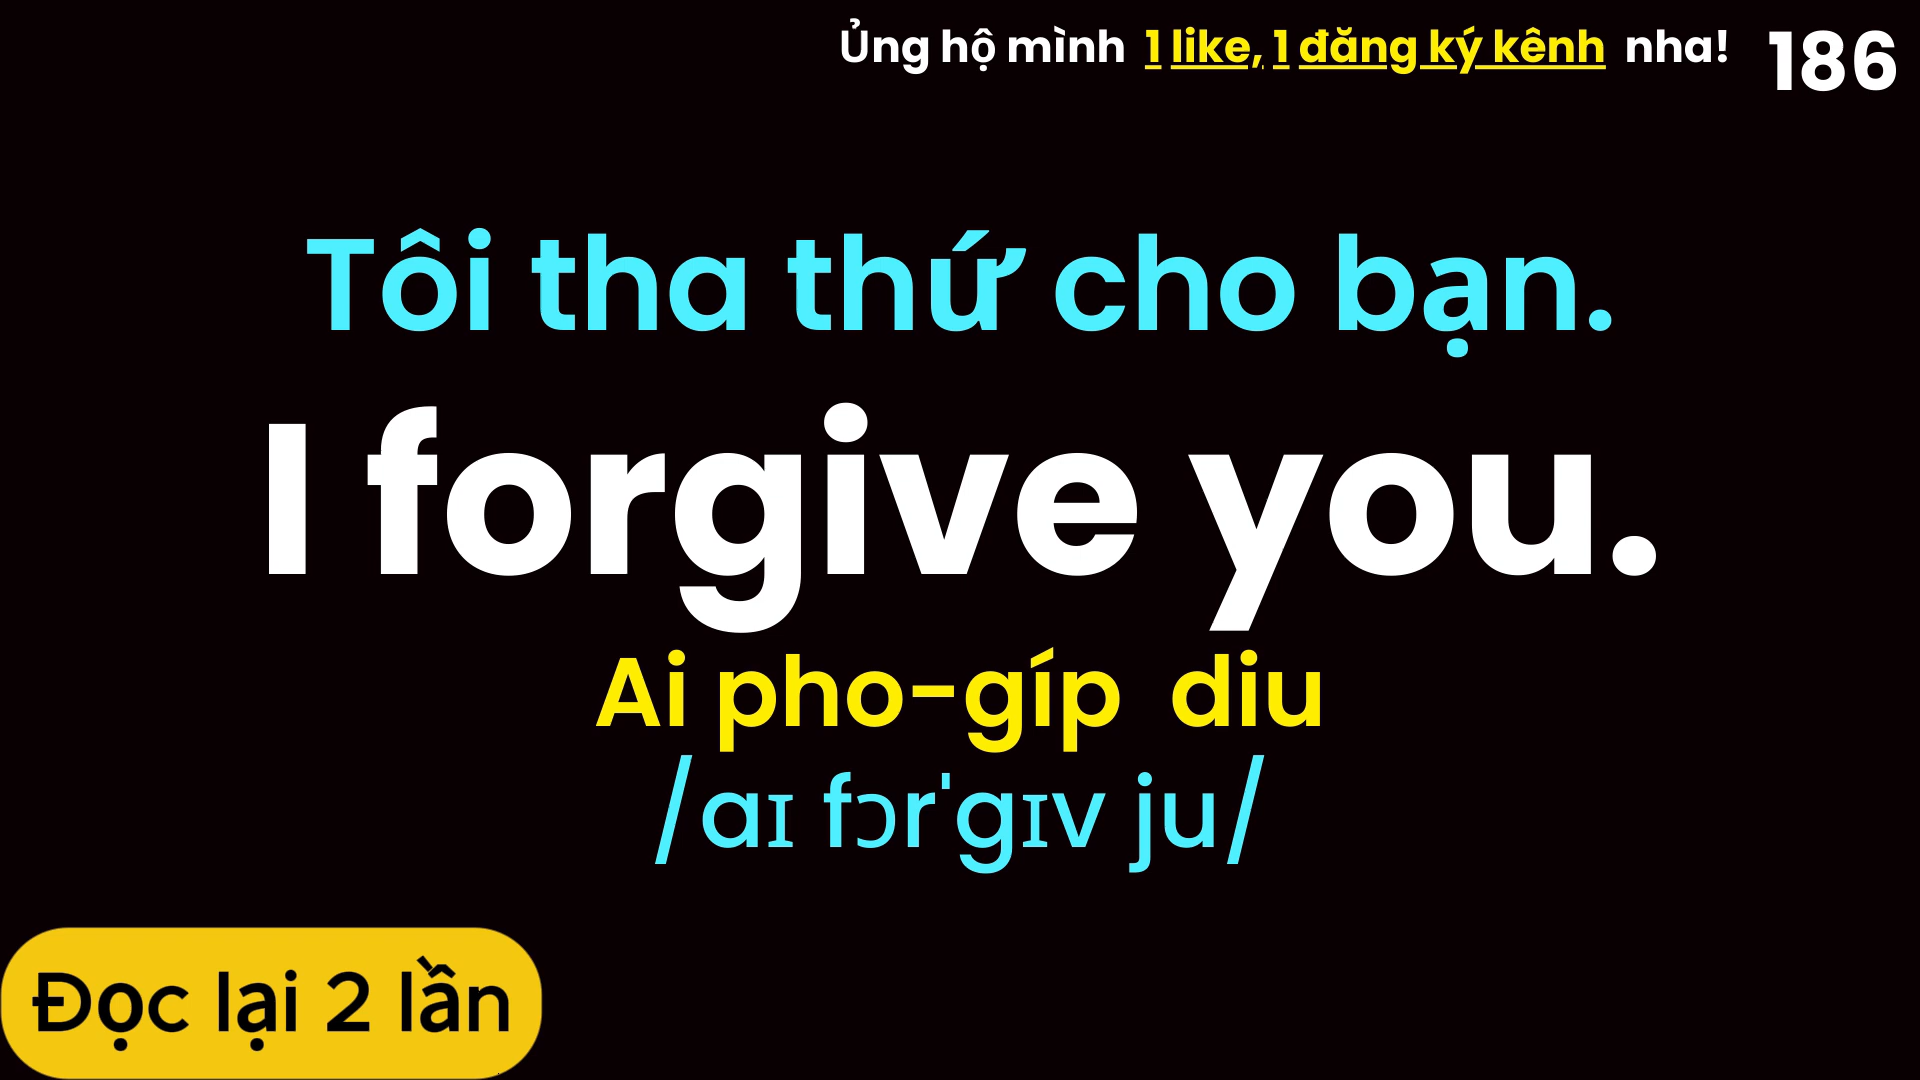 Ủng hộ mình 1 like, 1 đăng ký kênh nha! 186
Tôi tha thứ cho bạn.
I forgive you.
Ai pho-gíp diu
/aɪ fɔrˈgɪv ju/
Đọc lại 2 lần